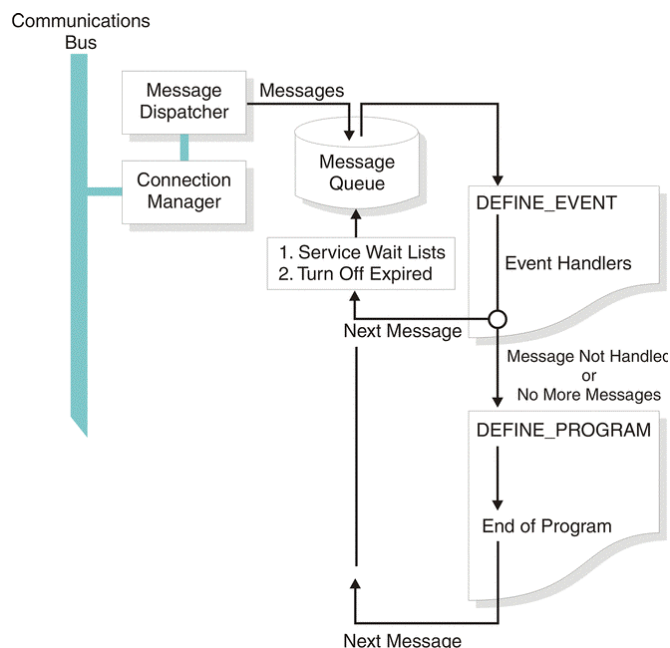 Communications
Bus
Message
Dispatcher
Messages
Message
Queue
Connection
Manager
DEFINE_EVENT
1. Service Wait Lists
2. Turn Off Expired
Event Handlers
Next Message
Message Not Handled
or
No More Messages
DEFINE_PROGRAM
End of Program
Next Message